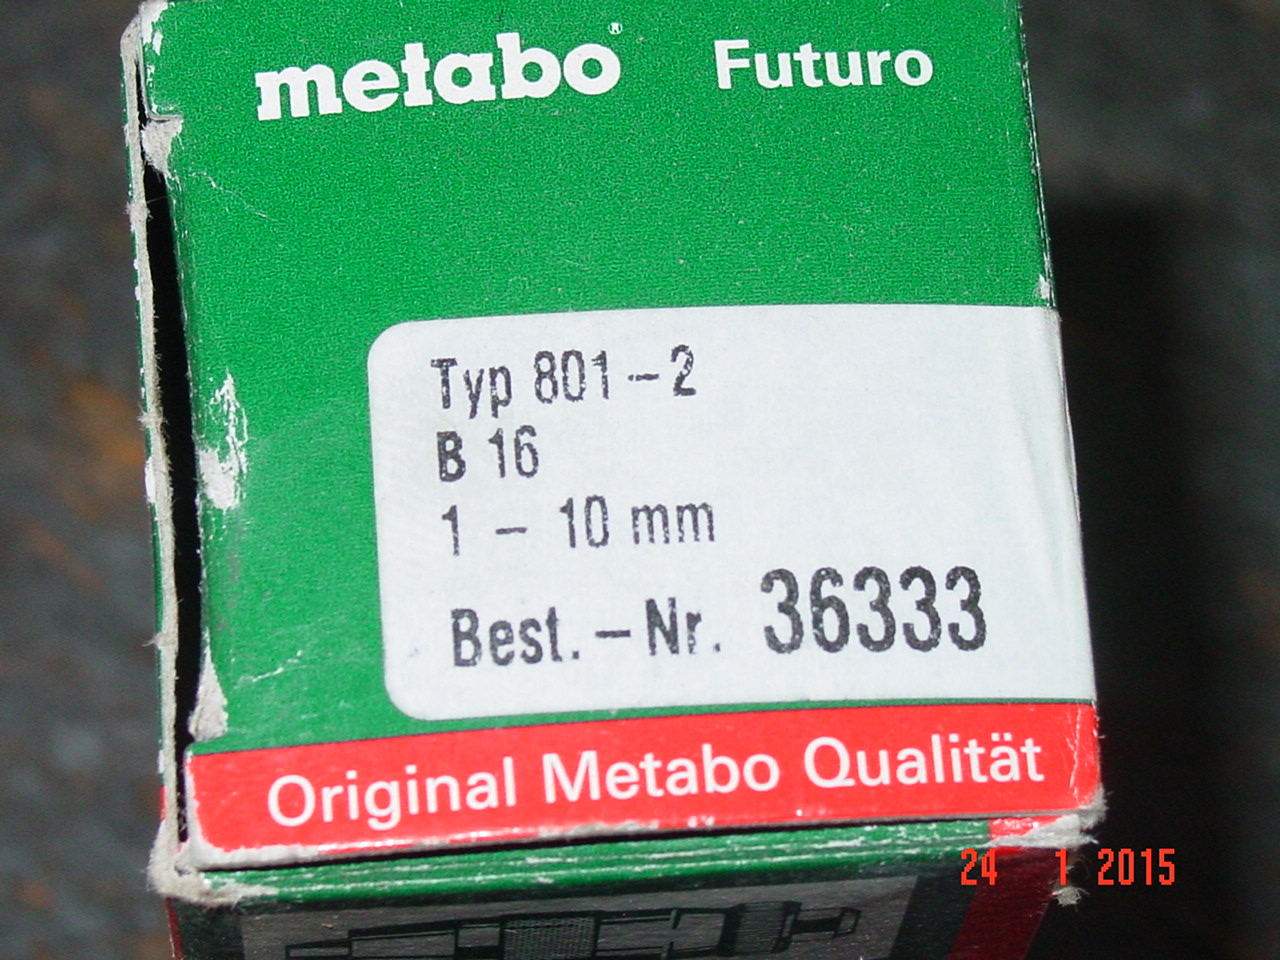 metabo® Futuro
Typ 801-2
B 16
1 - 10 mm
Best.-Nr. 36333
Original Metabo Qualität
24 1 2015